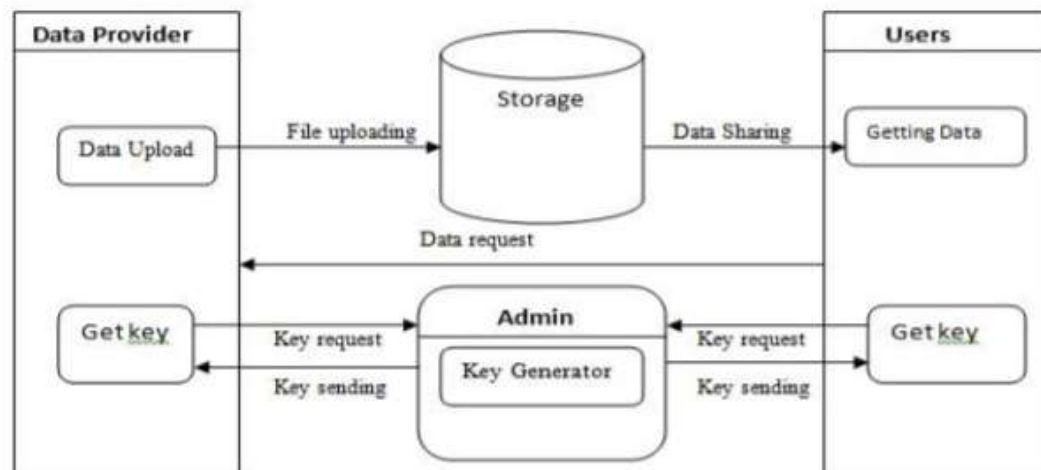 Data Provider
Storage
Users
Data Upload
File uploading
Data Sharing
Getting Data
Data request
Get key
Key request
Key sending
Admin
Key Generator
Key request
Key sending
Get key